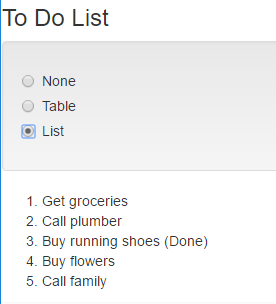 To Do List
None
Table
List
1. Get groceries
2. Call plumber
3. Buy running shoes (Done)
4. Buy flowers
5. Call family